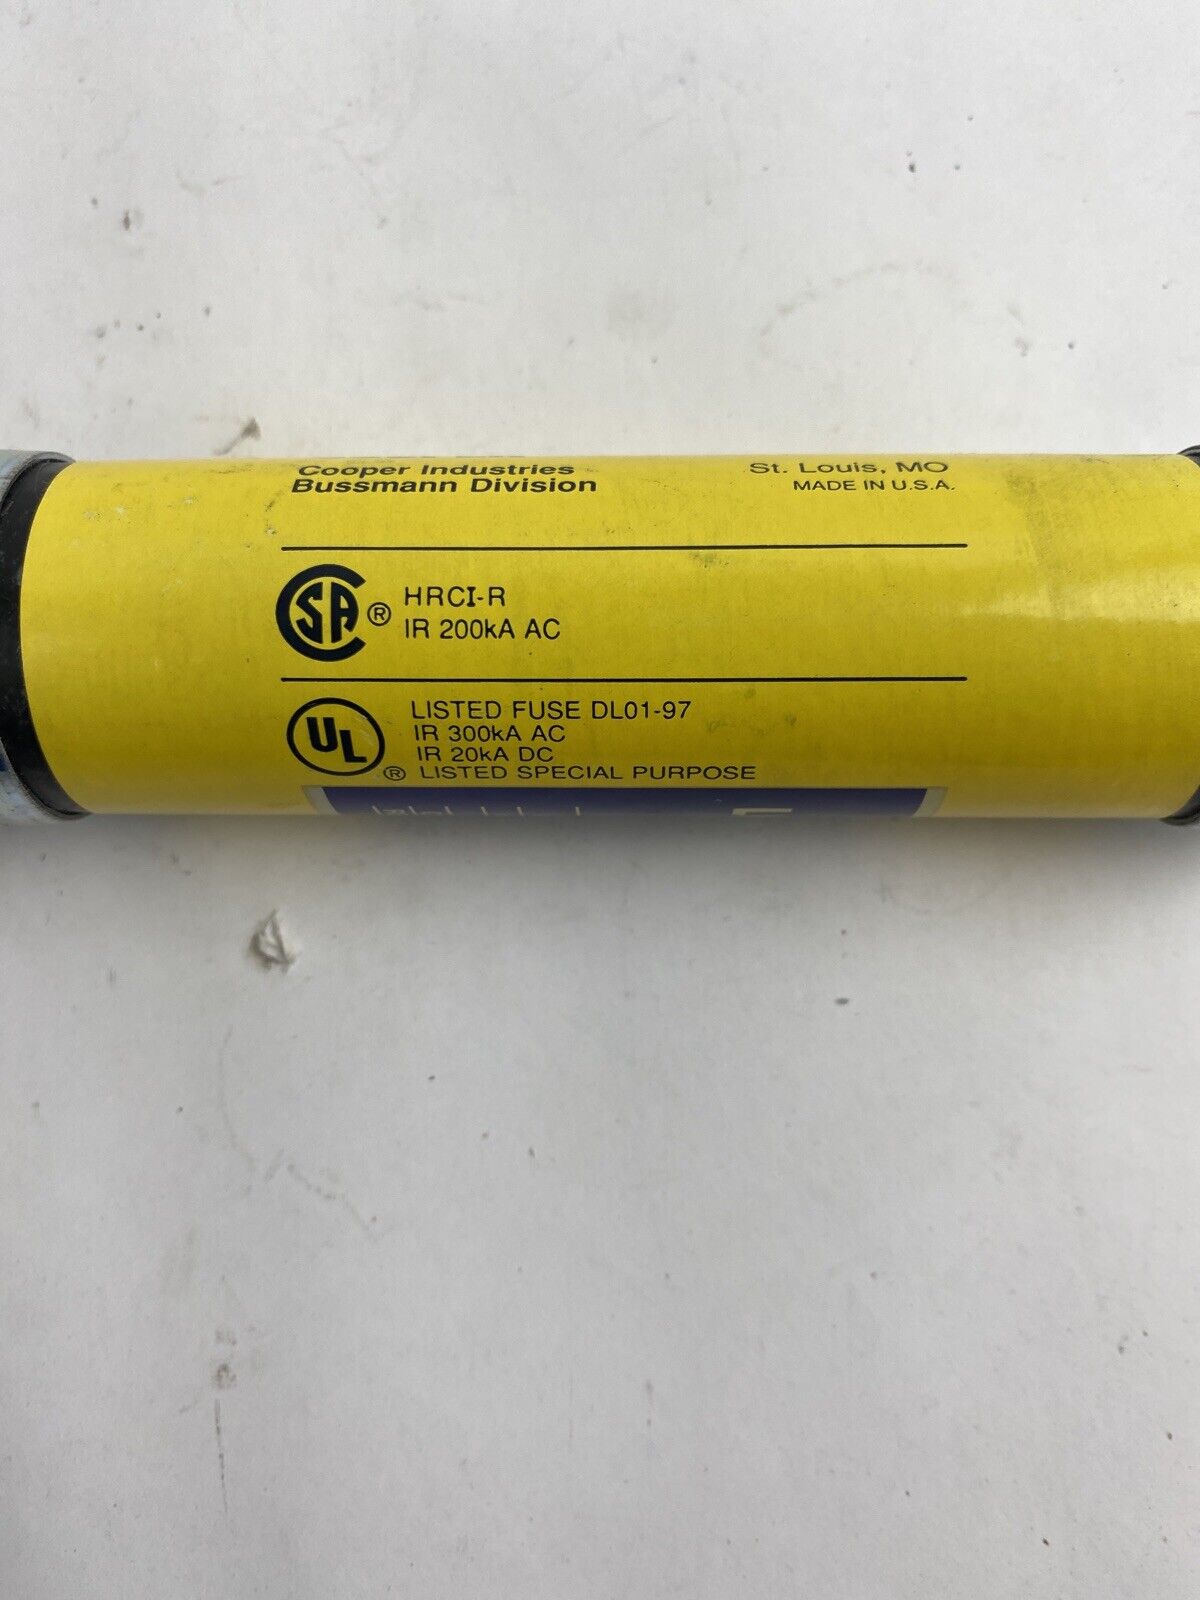 Cooper Industries
Bussmann Division
St. Louis, MO
MADE IN U.S.A.
CSA ® HRCI-R
IR 200kA AC
UL ® LISTED FUSE DL01-97
IR 300kA AC
IR 20kA DC
LISTED SPECIAL PURPOSE